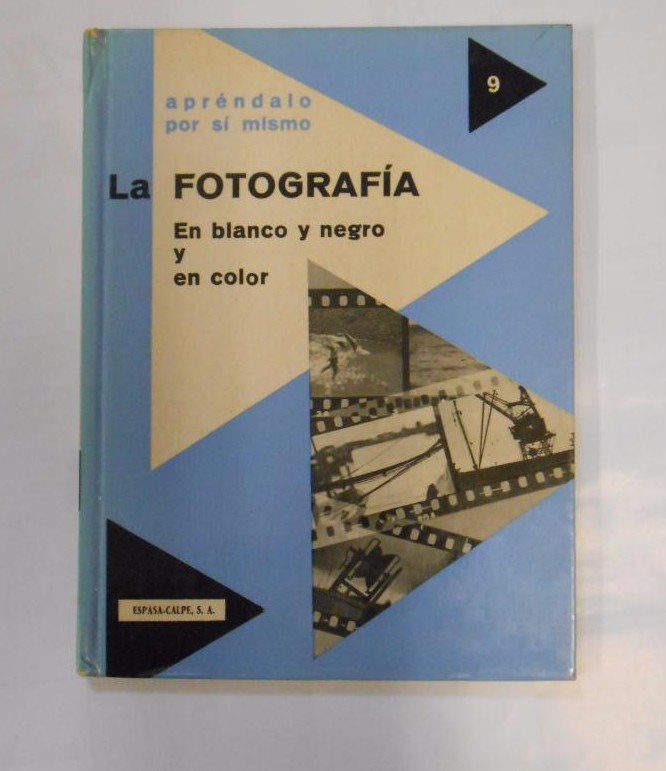 apréndalo
por sí mismo
9
La FOTOGRAFÍA
En blanco y negro
y
en color
ESPASA-CALPE, S. A.